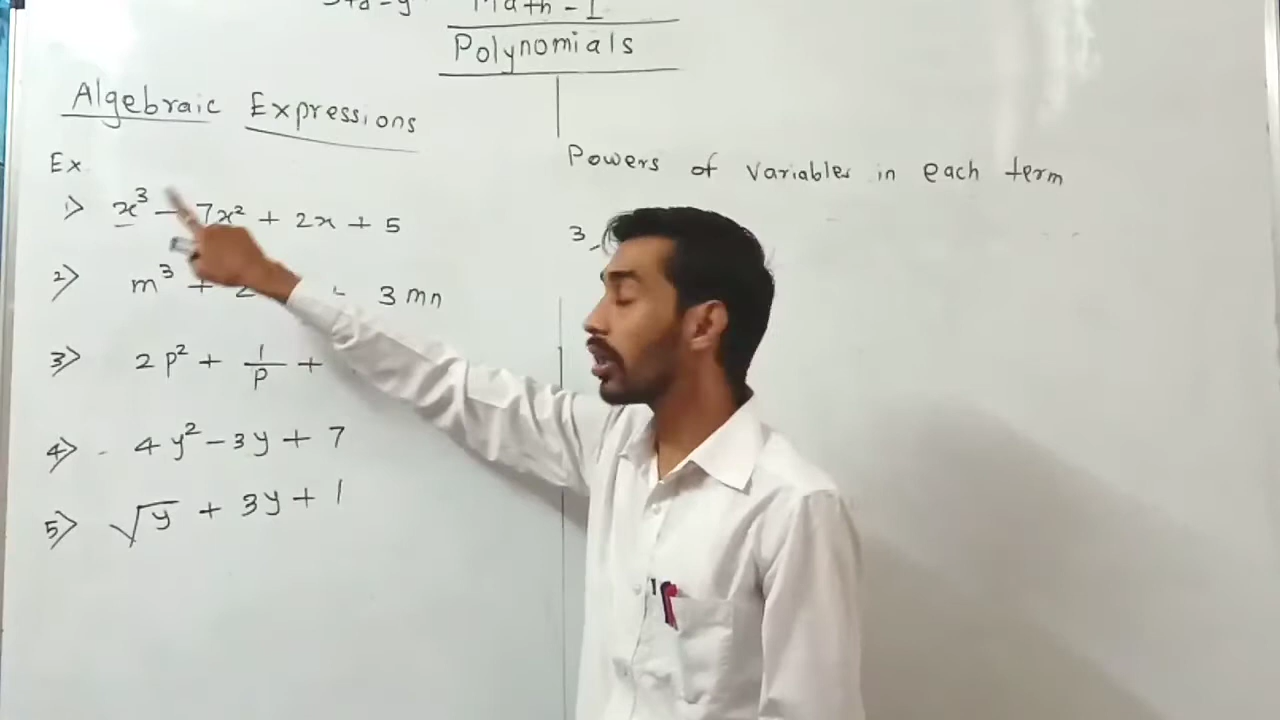 Math - I
Polynomials
Algebraic Expressions
Powers of variables in each term
Ex.
1) x³ - 7x² + 2x + 5
3,
2) m³ + 2 3mn
3) 2p² + 1/p +
4) 4y² - 3y + 7
5) √y + 3y + 1